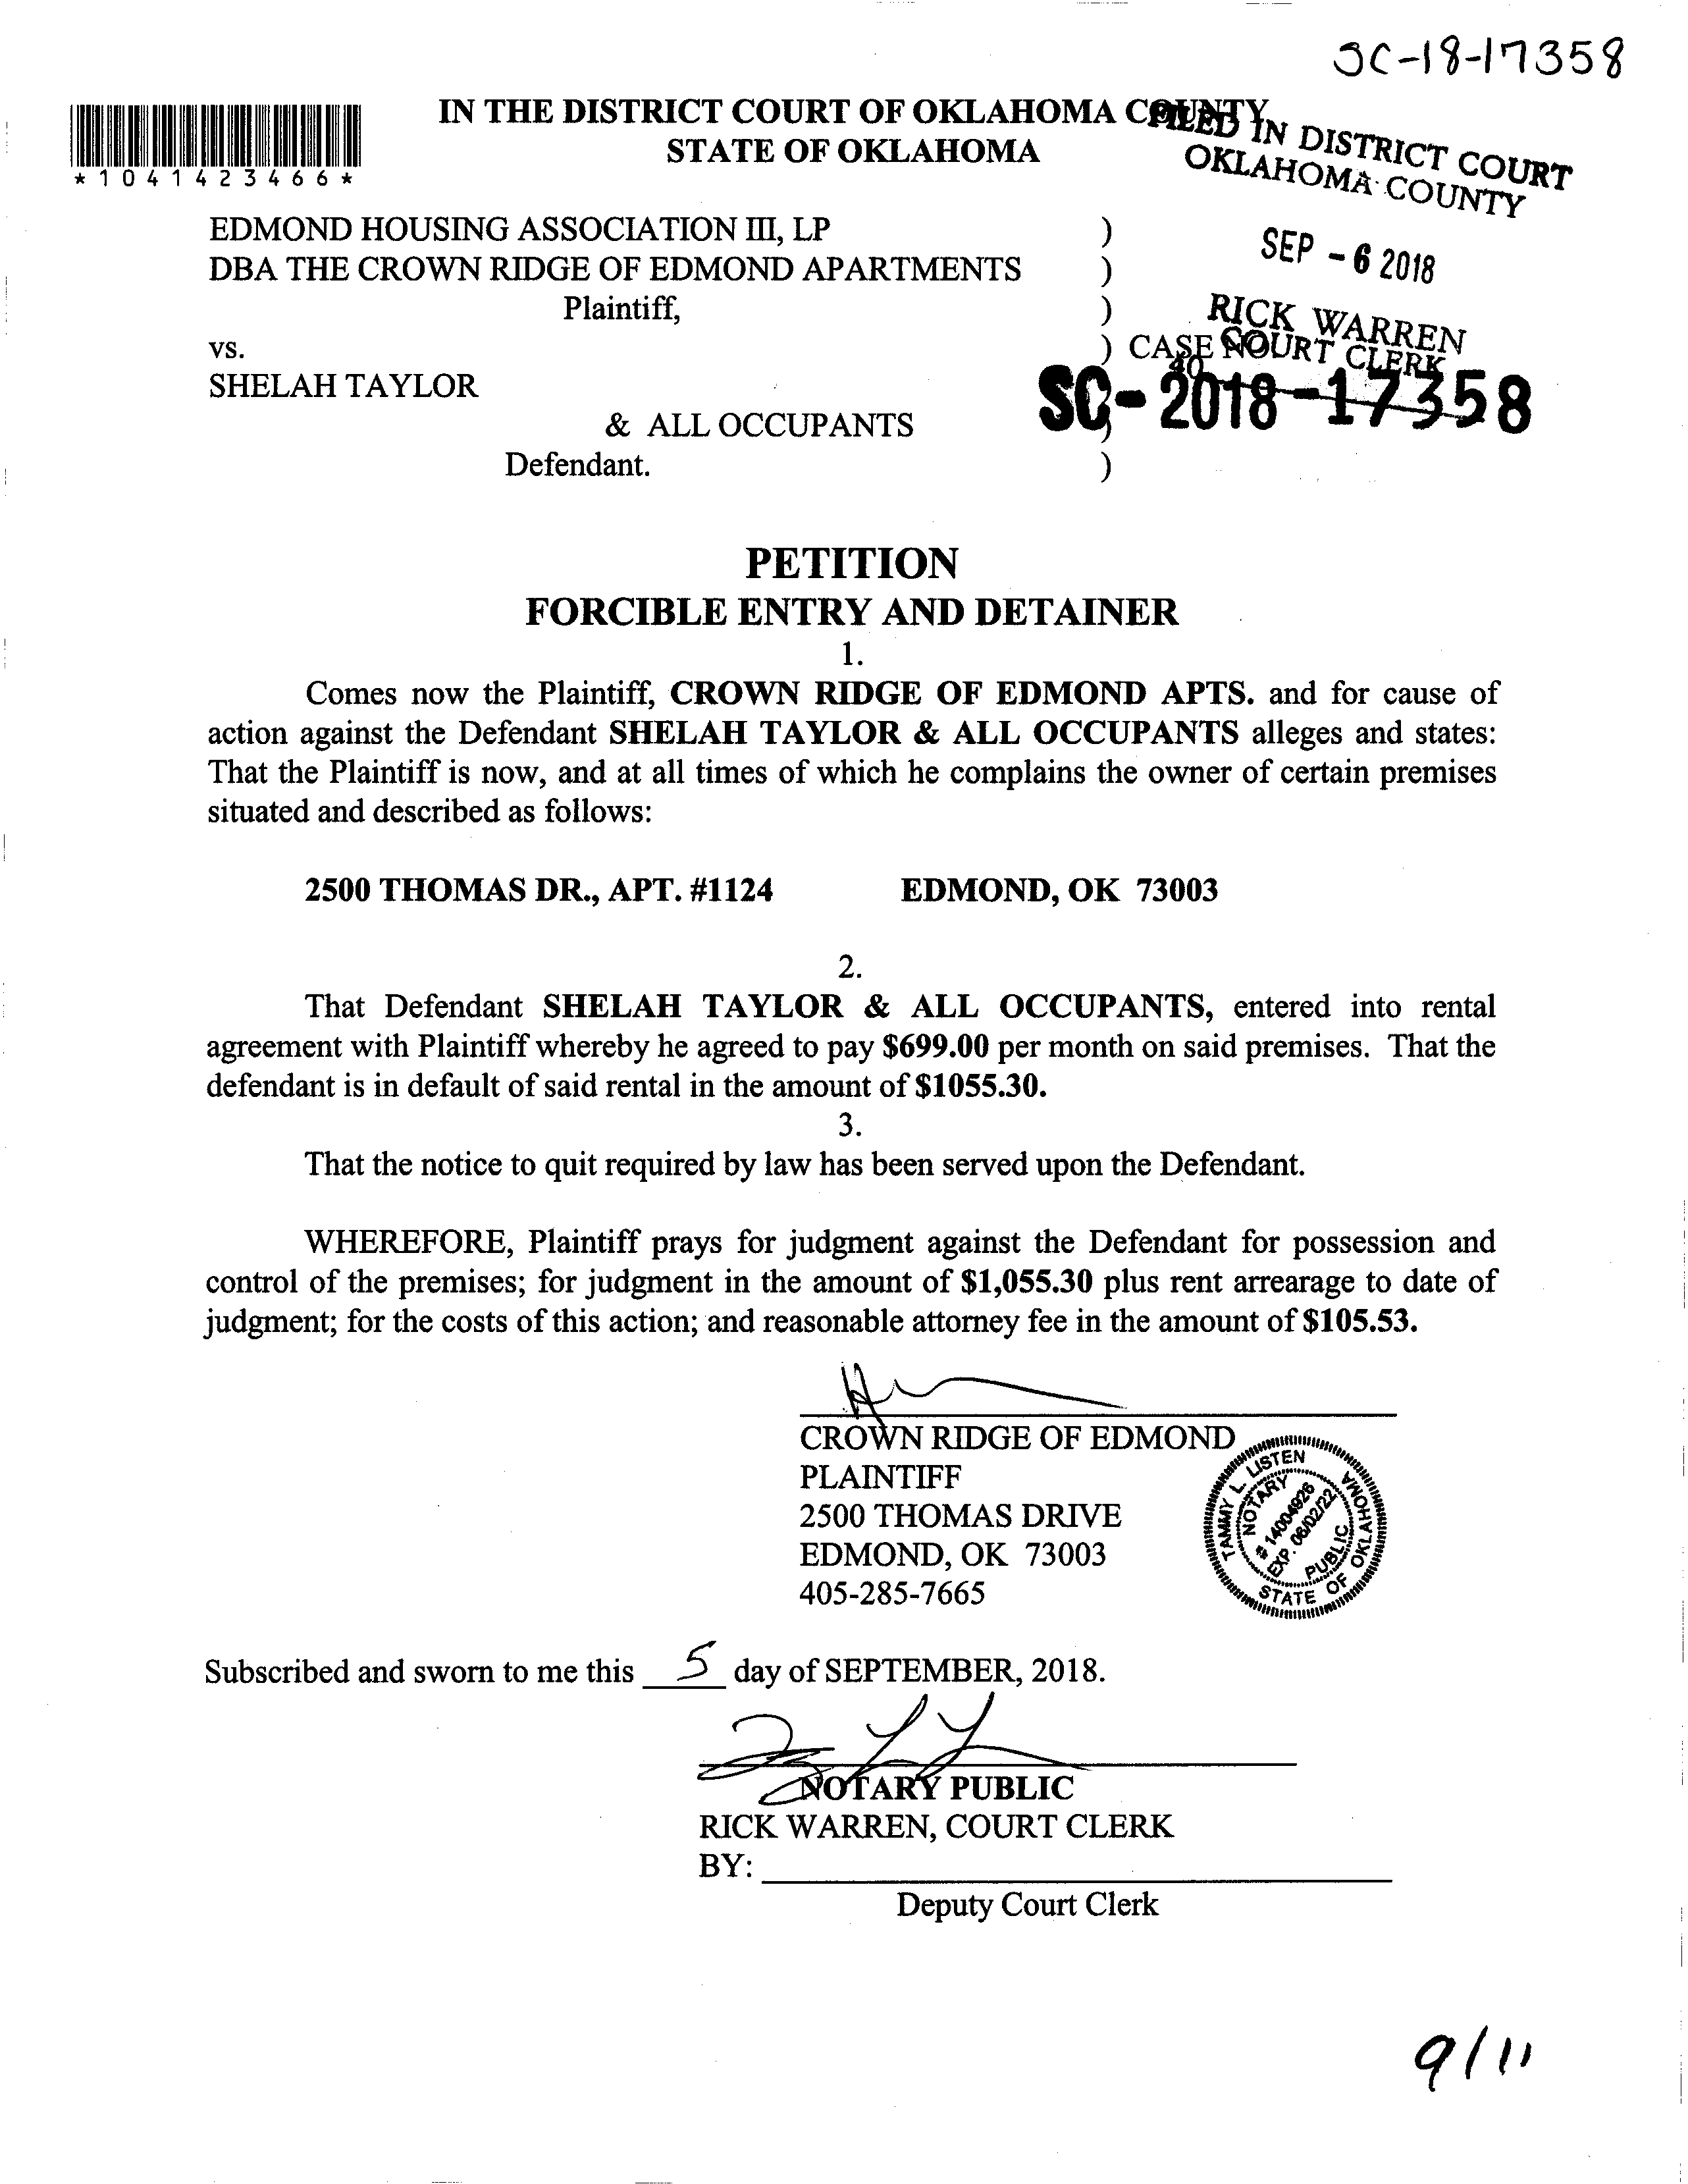 SC-18-17358
IN THE DISTRICT COURT OF OKLAHOMA COUNTY
STATE OF OKLAHOMA
*1041423466*
FILED IN DISTRICT COURT
OKLAHOMA COUNTY
SEP - 6 2018
RICK WARREN
COURT CLERK
40
EDMOND HOUSING ASSOCIATION III, LP )
DBA THE CROWN RIDGE OF EDMOND APARTMENTS )
Plaintiff, )
vs. ) CASE NO
SHELAH TAYLOR
SC-2018-17358
& ALL OCCUPANTS )
Defendant. )
PETITION
FORCIBLE ENTRY AND DETAINER
1.
Comes now the Plaintiff, CROWN RIDGE OF EDMOND APTS. and for cause of
action against the Defendant SHELAH TAYLOR & ALL OCCUPANTS alleges and states:
That the Plaintiff is now, and at all times of which he complains the owner of certain premises
situated and described as follows:
2500 THOMAS DR., APT. #1124 EDMOND, OK 73003
2.
That Defendant SHELAH TAYLOR & ALL OCCUPANTS, entered into rental
agreement with Plaintiff whereby he agreed to pay $699.00 per month on said premises. That the
defendant is in default of said rental in the amount of $1055.30.
3.
That the notice to quit required by law has been served upon the Defendant.
WHEREFORE, Plaintiff prays for judgment against the Defendant for possession and
control of the premises; for judgment in the amount of $1,055.30 plus rent arrearage to date of
judgment; for the costs of this action; and reasonable attorney fee in the amount of $105.53.
CROWN RIDGE OF EDMOND
PLAINTIFF
2500 THOMAS DRIVE
EDMOND, OK 73003
405-285-7665
TAMMY L. LISTEN
NOTARY PUBLIC
# 14004926
EXP. 06/02/22
STATE OF OKLAHOMA
Subscribed and sworn to me this 5 day of SEPTEMBER, 2018.
NOTARY PUBLIC
RICK WARREN, COURT CLERK
BY:
Deputy Court Clerk
9/11